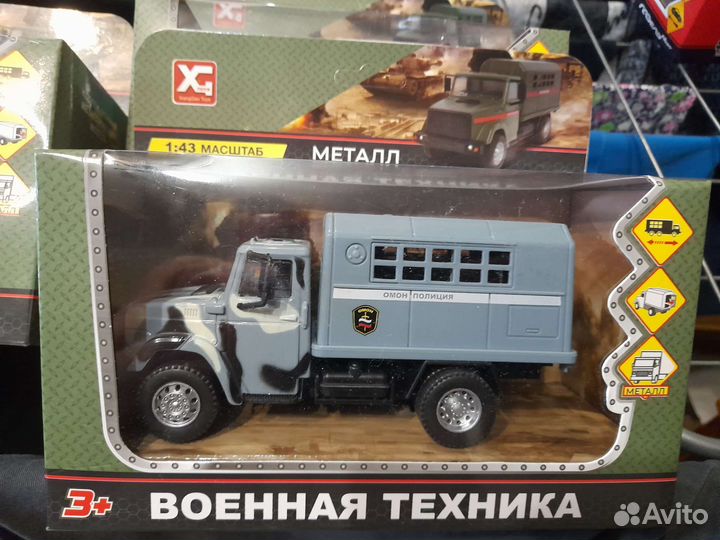 XG
1:43 МАСШТАБ
МЕТАЛЛ
ОМОН ПОЛИЦИЯ
МЕТАЛЛ
3+
ВОЕННАЯ ТЕХНИКА
Avito